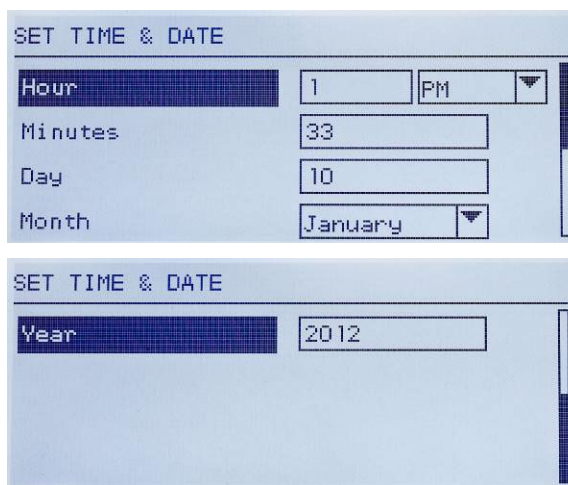 SET TIME & DATE
Hour 1 PM
Minutes 33
Day 10
Month January
SET TIME & DATE
Year 2012